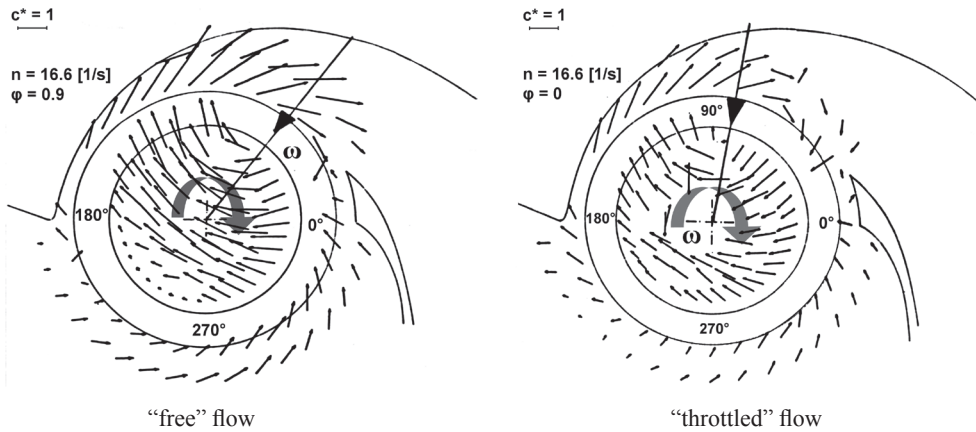 c* = 1
n = 16.6 [1/s]
φ = 0.9
ω
180°
0°
270°
“free” flow
c* = 1
n = 16.6 [1/s]
φ = 0
90°
180°
0°
ω
270°
“throttled” flow